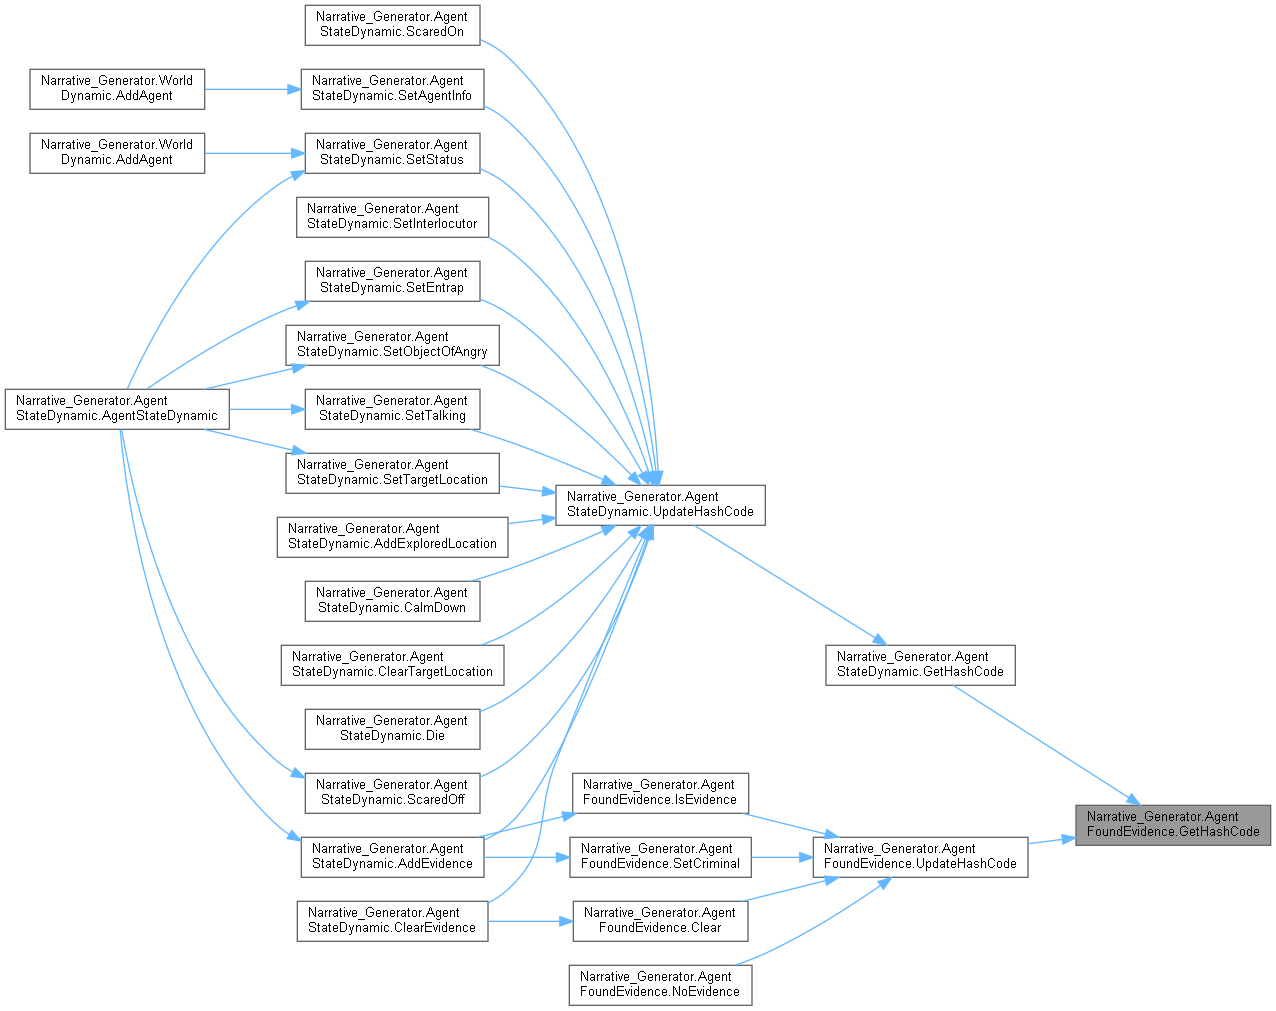 Narrative_Generator.Agent
StateDynamic.ScaredOn
Narrative_Generator.World
Dynamic.AddAgent
Narrative_Generator.Agent
StateDynamic.SetAgentInfo
Narrative_Generator.World
Dynamic.AddAgent
Narrative_Generator.Agent
StateDynamic.SetStatus
Narrative_Generator.Agent
StateDynamic.SetInterlocutor
Narrative_Generator.Agent
StateDynamic.SetEntrap
Narrative_Generator.Agent
StateDynamic.SetObjectOfAngry
Narrative_Generator.Agent
StateDynamic.AgentStateDynamic
Narrative_Generator.Agent
StateDynamic.SetTalking
Narrative_Generator.Agent
StateDynamic.SetTargetLocation
Narrative_Generator.Agent
StateDynamic.UpdateHashCode
Narrative_Generator.Agent
StateDynamic.AddExploredLocation
Narrative_Generator.Agent
StateDynamic.CalmDown
Narrative_Generator.Agent
StateDynamic.ClearTargetLocation
Narrative_Generator.Agent
StateDynamic.GetHashCode
Narrative_Generator.Agent
StateDynamic.Die
Narrative_Generator.Agent
StateDynamic.ScaredOff
Narrative_Generator.Agent
FoundEvidence.IsEvidence
Narrative_Generator.Agent
FoundEvidence.GetHashCode
Narrative_Generator.Agent
StateDynamic.AddEvidence
Narrative_Generator.Agent
FoundEvidence.SetCriminal
Narrative_Generator.Agent
FoundEvidence.UpdateHashCode
Narrative_Generator.Agent
StateDynamic.ClearEvidence
Narrative_Generator.Agent
FoundEvidence.Clear
Narrative_Generator.Agent
FoundEvidence.NoEvidence